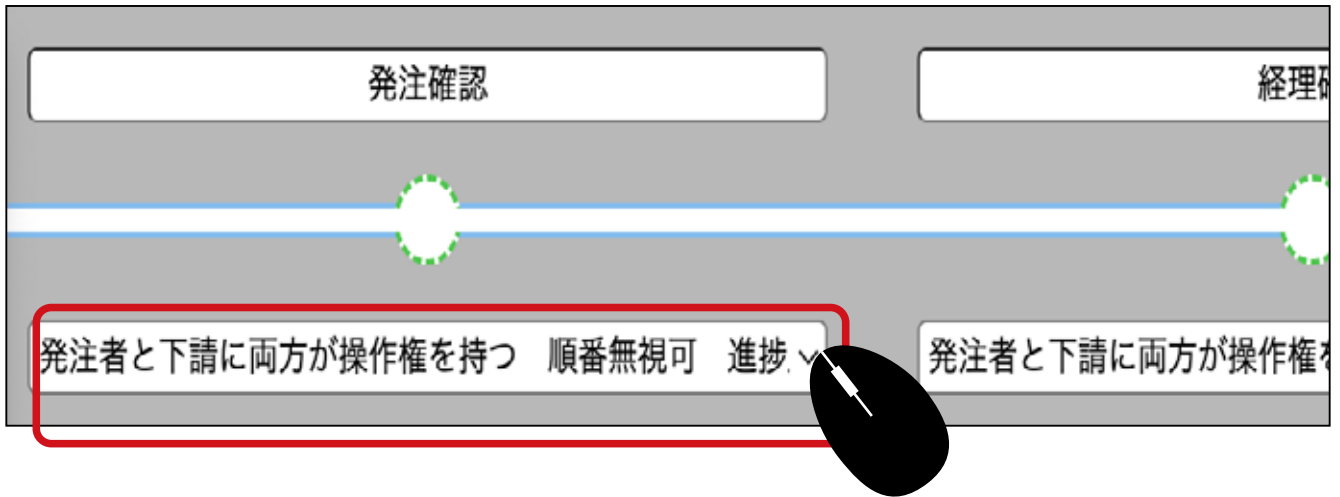 発注確認
経理確
発注者と下請に両方が操作権を持つ　順番無視可　進捗
発注者と下請に両方が操作権を